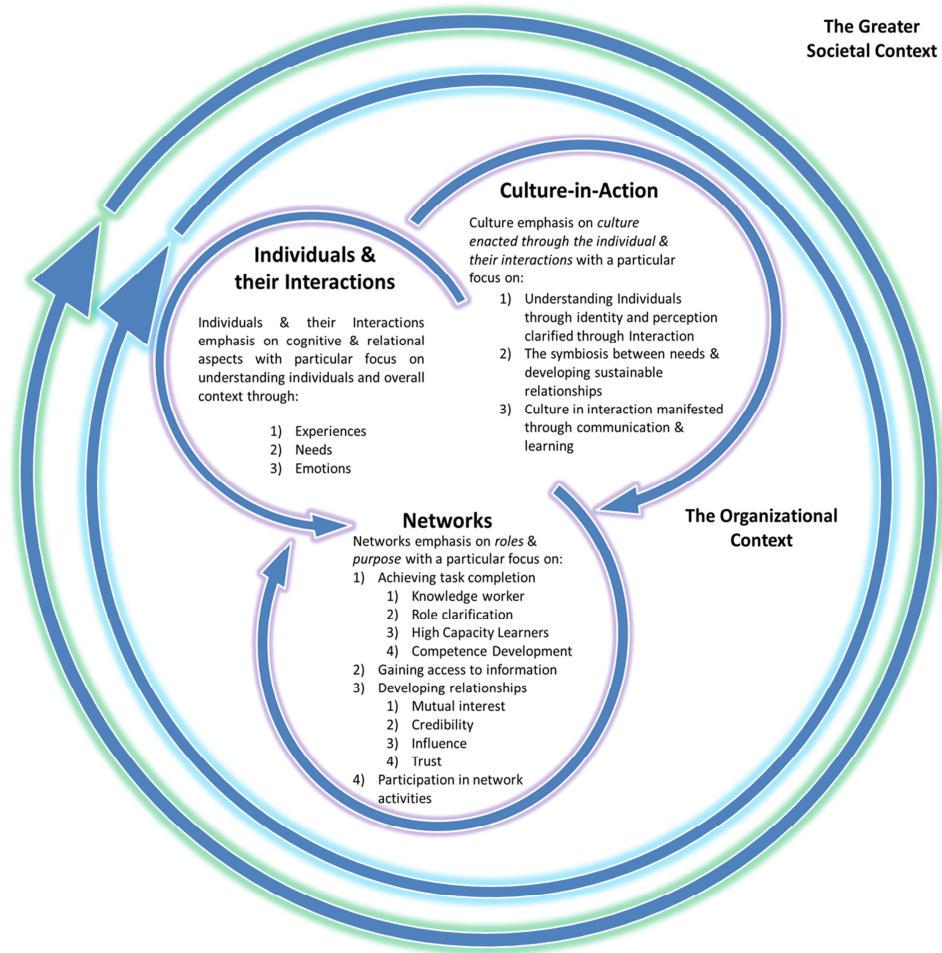 The Greater
Societal Context
Culture-in-Action
Culture emphasis on culture
enacted through the individual &
their interactions with a particular
focus on:
1) Understanding Individuals
through identity and perception
clarified through Interaction
2) The symbiosis between needs &
developing sustainable
relationships
3) Culture in interaction manifested
through communication &
learning
Individuals &
their Interactions
Individuals & their Interactions
emphasis on cognitive & relational
aspects with particular focus on
understanding individuals and overall
context through:
1) Experiences
2) Needs
3) Emotions
Networks
Networks emphasis on roles &
purpose with a particular focus on:
1) Achieving task completion
1) Knowledge worker
2) Role clarification
3) High Capacity Learners
4) Competence Development
2) Gaining access to information
3) Developing relationships
1) Mutual interest
2) Credibility
3) Influence
4) Trust
4) Participation in network
activities
The Organizational
Context